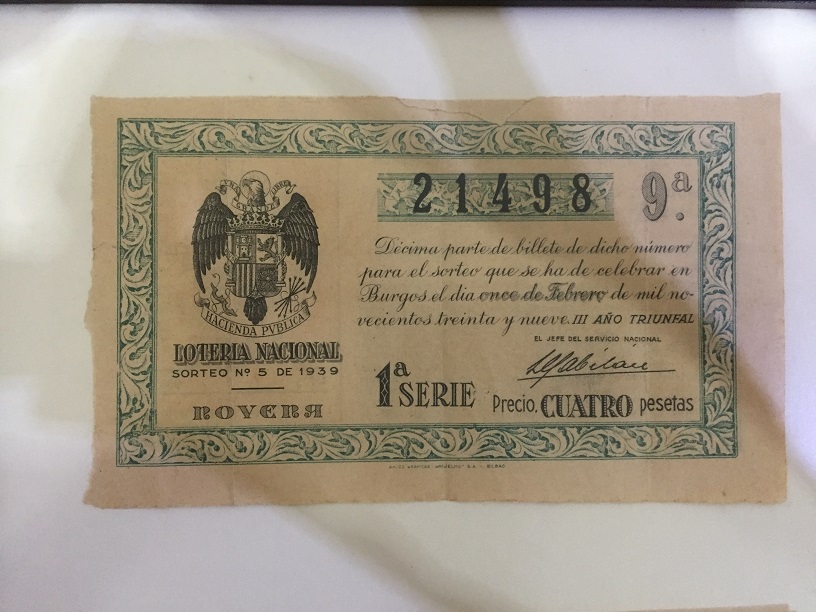 21498
9ª
Décima parte de billete de dicho número
para el sorteo que se ha de celebrar en
Burgos el día once de Febrero de mil no-
vecientos treinta y nueve. III AÑO TRIUNFAL
EL JEFE DEL SERVICIO NACIONAL
HACIENDA PVBLICA
LOTERIA NACIONAL
SORTEO Nº 5 DE 1939
1ª SERIE
Precio, CUATRO pesetas